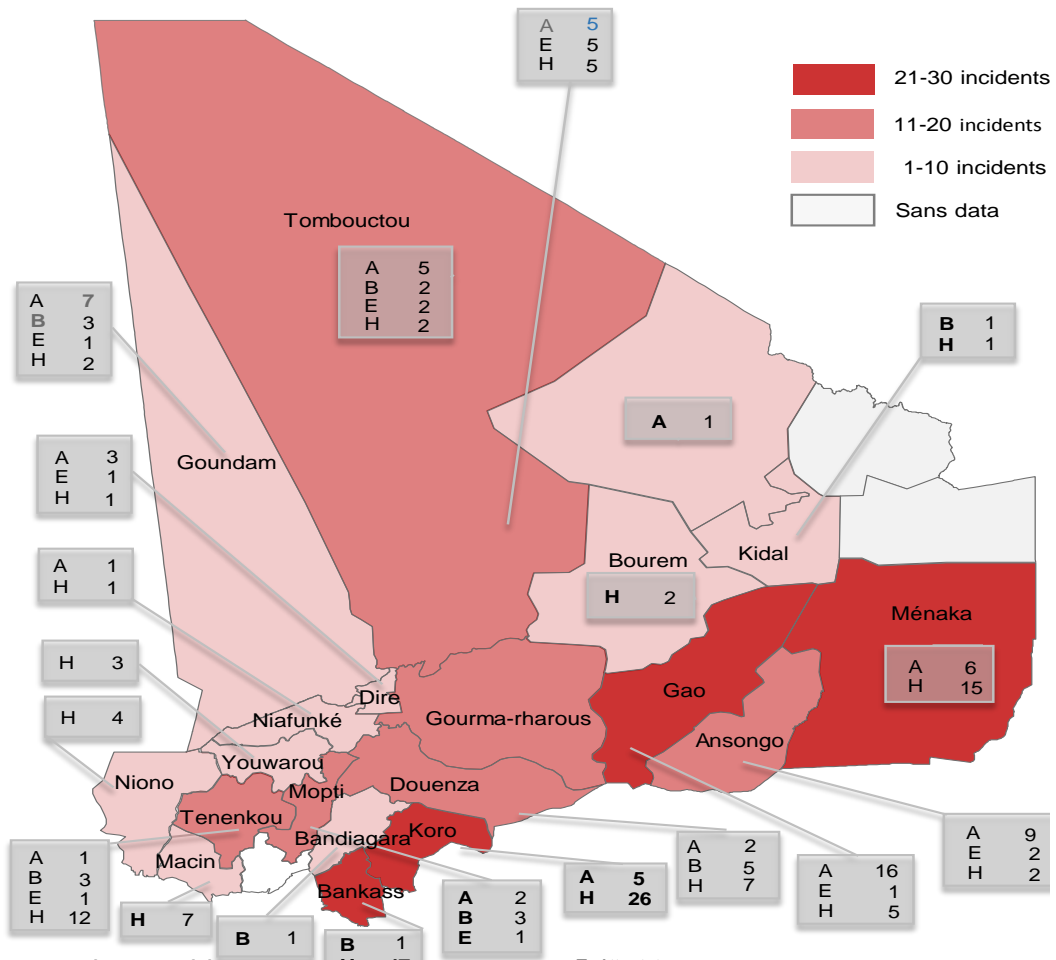 A 5
E 5
H 5
21-30 incidents
11-20 incidents
1-10 incidents
Sans data
Tombouctou
A 5
B 2
E 2
H 2
A 7
B 3
E 1
H 2
B 1
H 1
A 1
A 3
E 1
H 1
Goundam
Bourem
Kidal
H 2
A 1
H 1
Ménaka
A 6
H 15
H 3
Dire
Gao
Niafunké
Gourma-rharous
H 4
Ansongo
Youwarou
Niono
Mopti
Douenza
Tenenkou
Bandiagara
Koro
Macin
Bankass
A 1
B 3
E 1
H 12
H 7
B 1
B 1
A 2
B 3
E 1
A 5
H 26
A 2
B 5
H 7
A 16
E 1
H 5
A 9
E 2
H 2